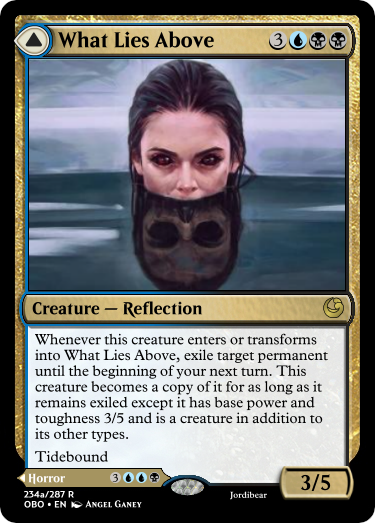 What Lies Above 3
Creature — Reflection
Whenever this creature enters or transforms
into What Lies Above, exile target permanent
until the beginning of your next turn. This
creature becomes a copy of it for as long as it
remains exiled except it has base power and
toughness 3/5 and is a creature in addition to
its other types.
Tidebound
Horror 3
3/5
234a/287 R
OBO • EN ANGEL GANEY
Jordibear